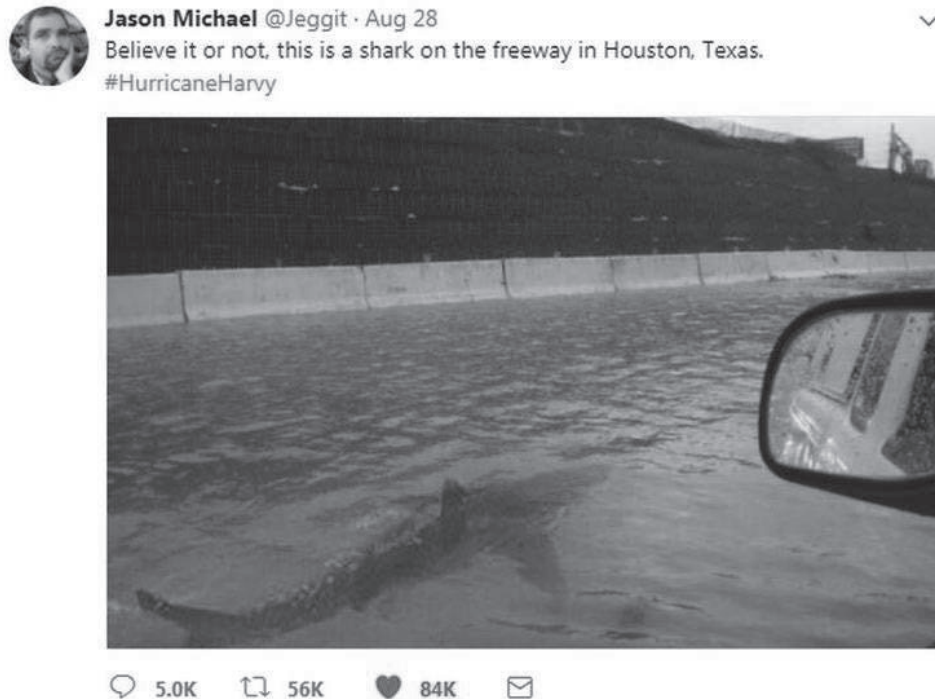 Jason Michael @Jeggit · Aug 28
Believe it or not, this is a shark on the freeway in Houston, Texas.
#HurricaneHarvy
5.0K 56K 84K